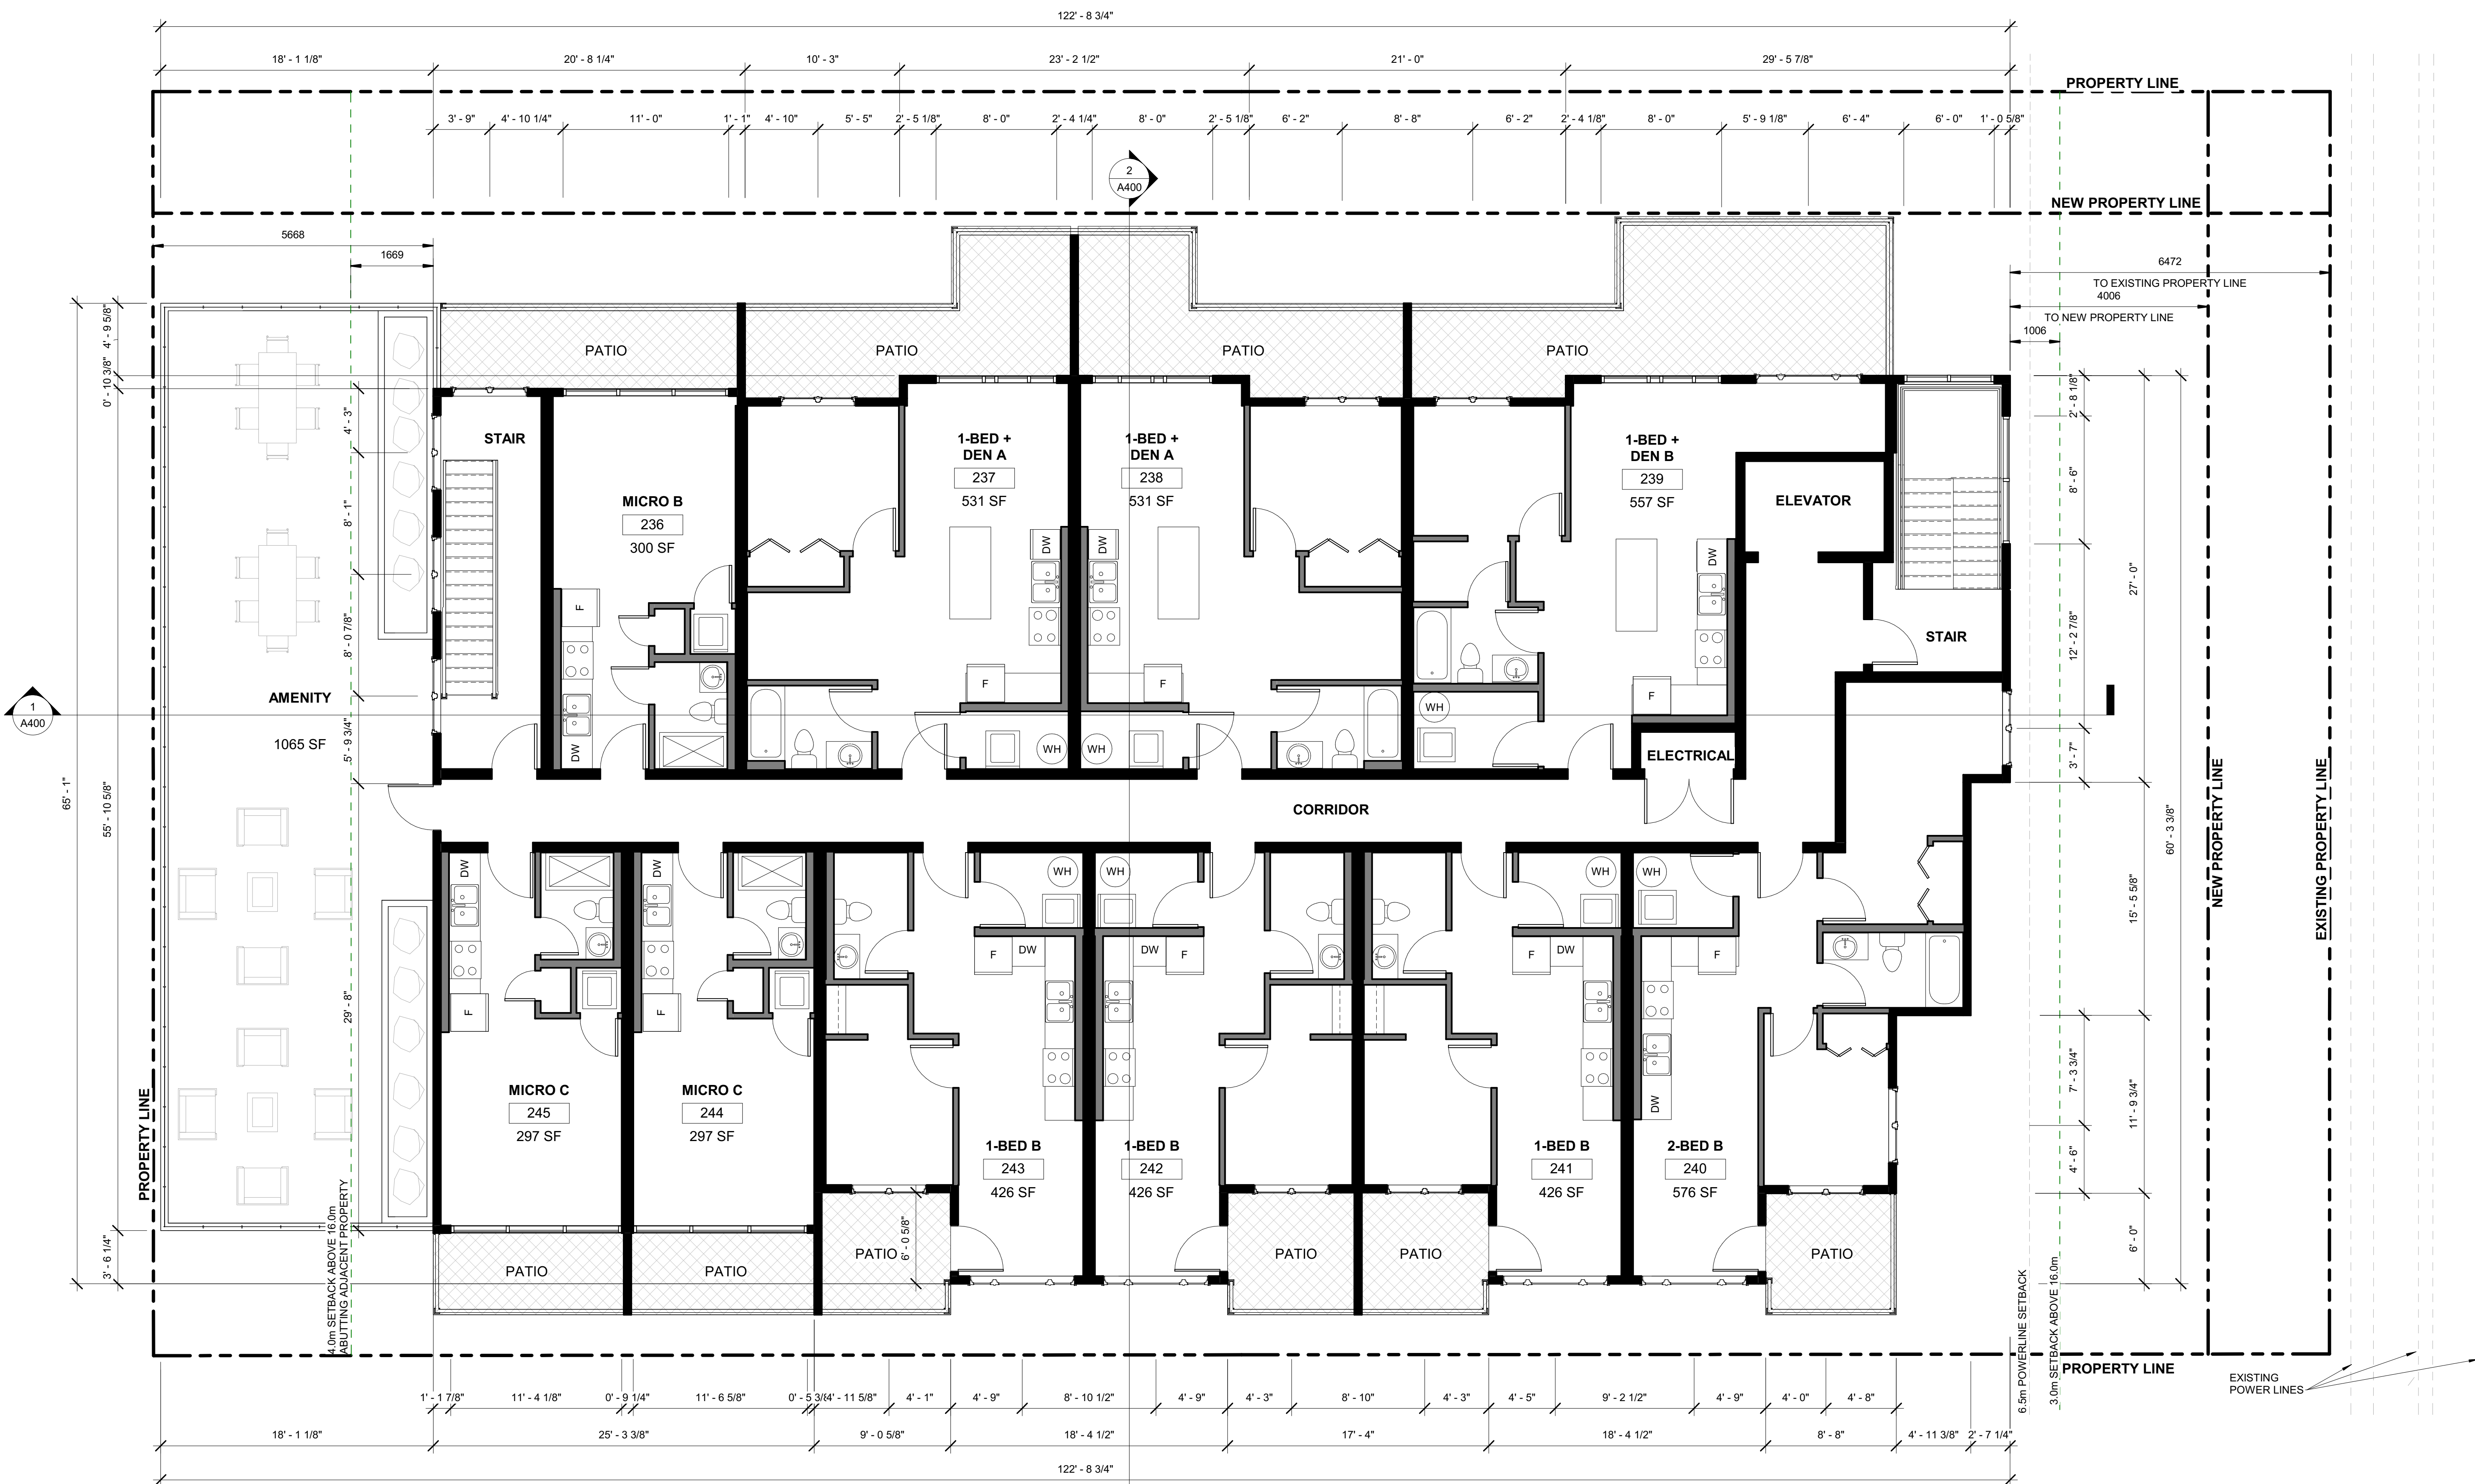 122' - 8 3/4"
18' - 1 1/8"
20' - 8 1/4"
10' - 3"
23' - 2 1/2"
21' - 0"
29' - 5 7/8"
PROPERTY LINE
3' - 9"
4' - 10 1/4"
11' - 0"
1' - 1"
4' - 10"
5' - 5"
2' - 5 1/8"
8' - 0"
2' - 4 1/4"
8' - 0"
2' - 5 1/8"
6' - 2"
8' - 8"
6' - 2"
2' - 4 1/8"
8' - 0"
5' - 9 1/8"
6' - 4"
6' - 0"
1' - 0 5/8"
2
A400
NEW PROPERTY LINE
5668
1669
6472
TO EXISTING PROPERTY LINE
4006
TO NEW PROPERTY LINE
1006
4' - 9 5/8"
0' - 10 3/8"
65' - 1"
55' - 10 5/8"
3' - 6 1/4"
PATIO
PATIO
PATIO
PATIO
4' - 3"
8' - 1"
8' - 0 7/8"
5' - 9 3/4"
29' - 8"
STAIR
MICRO B
236
300 SF
1-BED +
DEN A
237
531 SF
1-BED +
DEN A
238
531 SF
1-BED +
DEN B
239
557 SF
ELEVATOR
STAIR
2' - 8 1/8"
8' - 6"
12' - 2 7/8"
3' - 7"
27' - 0"
60' - 3 3/8"
15' - 5 5/8"
11' - 9 3/4"
7' - 3 3/4"
4' - 6"
6' - 0"
DW
DW
DW
F
F
F
F
DW
WH
WH
WH
1
A400
AMENITY
1065 SF
ELECTRICAL
CORRIDOR
NEW PROPERTY LINE
EXISTING PROPERTY LINE
DW
DW
WH
WH
WH
WH
F
DW
DW
F
F
DW
F
F
F
DW
MICRO C
245
297 SF
MICRO C
244
297 SF
1-BED B
243
426 SF
1-BED B
242
426 SF
1-BED B
241
426 SF
2-BED B
240
576 SF
PROPERTY LINE
4.0m SETBACK ABOVE 16.0m
ABUTTING ADJACENT PROPERTY
PATIO
PATIO
PATIO
6' - 0 5/8"
PATIO
PATIO
PATIO
6.5m POWERLINE SETBACK
3.0m SETBACK ABOVE 16.0m
PROPERTY LINE
EXISTING
POWER LINES
1' - 1 7/8"
11' - 4 1/8"
0' - 9 1/4"
11' - 6 5/8"
0' - 5 3/8"
4' - 11 5/8"
4' - 1"
4' - 9"
8' - 10 1/2"
4' - 9"
4' - 3"
8' - 10"
4' - 3"
4' - 5"
9' - 2 1/2"
4' - 9"
4' - 0"
4' - 8"
18' - 1 1/8"
25' - 3 3/8"
9' - 0 5/8"
18' - 4 1/2"
17' - 4"
18' - 4 1/2"
8' - 8"
4' - 11 3/8"
2' - 7 1/4"
122' - 8 3/4"